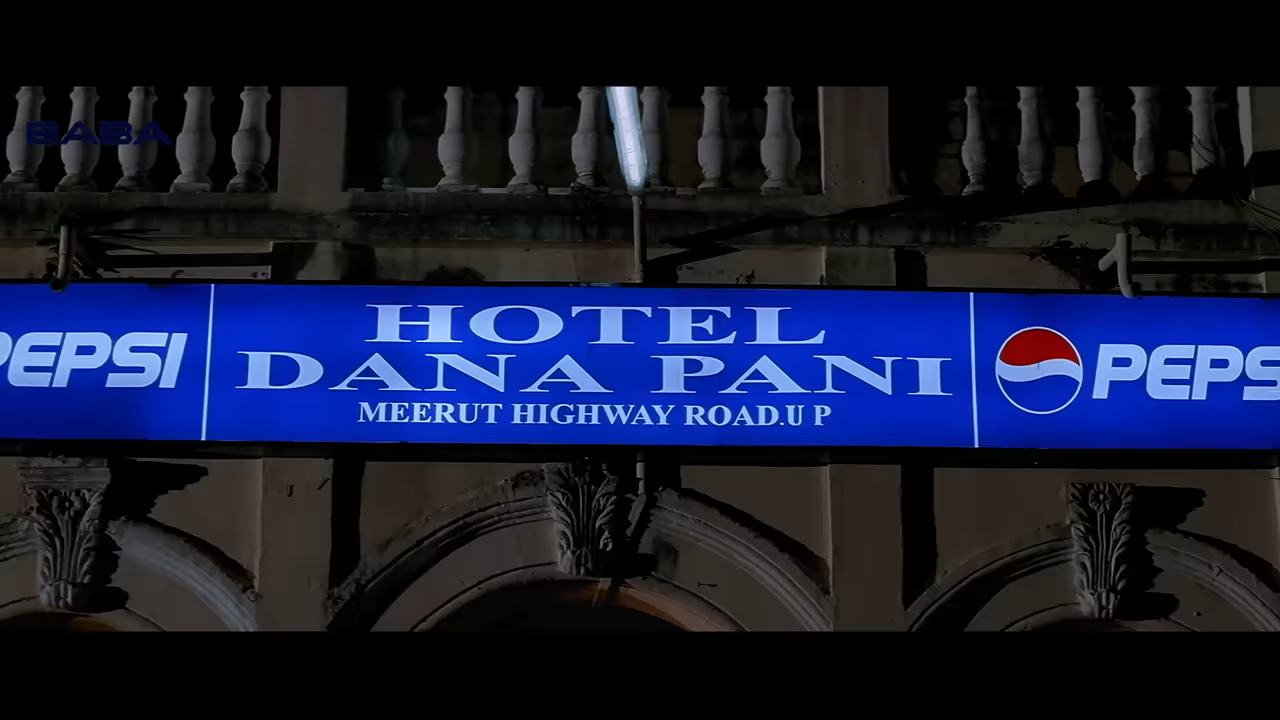 BABA
PEPSI
HOTEL
DANA PANI
MEERUT HIGHWAY ROAD.U P
PEPS